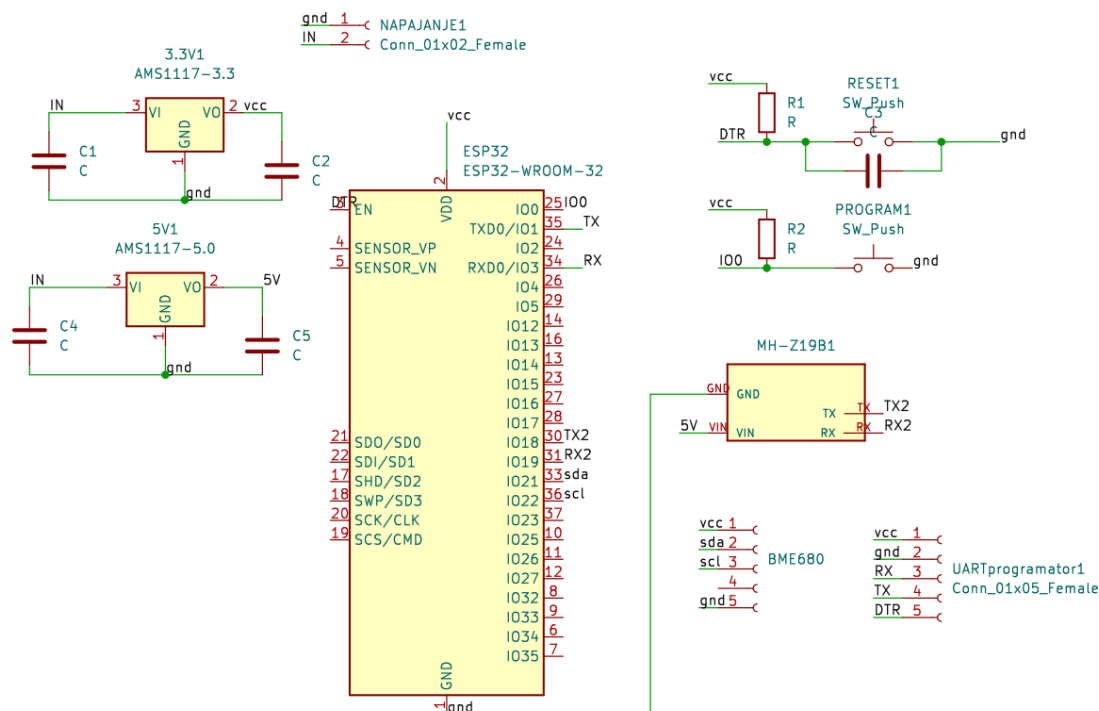 gnd 1 NAPAJANJE1
IN 2 Conn_01x02_Female
3.3V1
AMS1117-3.3
IN 3 VI VO 2 vcc
GND
1
C1
C
C2
C
gnd
5V1
AMS1117-5.0
IN 3 VI VO 2 5V
GND
1
C4
C
C5
C
gnd
vcc
2
ESP32
ESP32-WROOM-32
VDD
DTR 3 EN
4 SENSOR_VP
5 SENSOR_VN
21 SDO/SD0
22 SDI/SD1
17 SHD/SD2
18 SWP/SD3
20 SCK/CLK
19 SCS/CMD
IO0 25 IO0
TXD0/IO1 35 TX
IO2 24
RXD0/IO3 34 RX
IO4 26
IO5 29
IO12 14
IO13 16
IO14 13
IO15 23
IO16 27
IO17 28
IO18 30 TX2
IO19 31 RX2
IO21 33 sda
IO22 36 scl
IO23 37
IO25 10
IO26 11
IO27 12
IO32 8
IO33 9
IO34 6
IO35 7
GND
1 gnd
vcc
R1
R
DTR
RESET1
SW_Push
C3
C
gnd
vcc
R2
R
IO0
PROGRAM1
SW_Push
gnd
MH-Z19B1
GND GND
5V VIN VIN
TX TX TX2
RX RX RX2
vcc 1
sda 2
scl 3
4
gnd 5
BME680
vcc 1
gnd 2
RX 3
TX 4
DTR 5
UARTprogramator1
Conn_01x05_Female